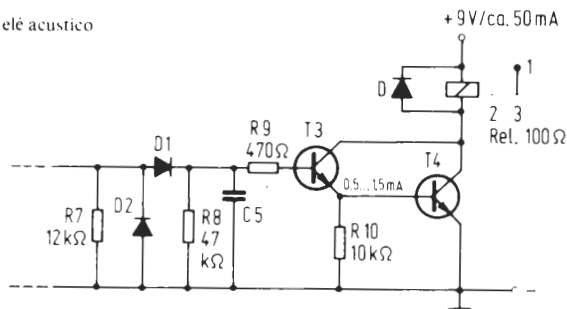 elé acustico
+9V/ca. 50mA
D
1
2 3
Rel. 100Ω
D1
R9
470Ω
T3
T4
0,5...1,5mA
R7
12kΩ
D2
R8
47
kΩ
C5
R10
10kΩ